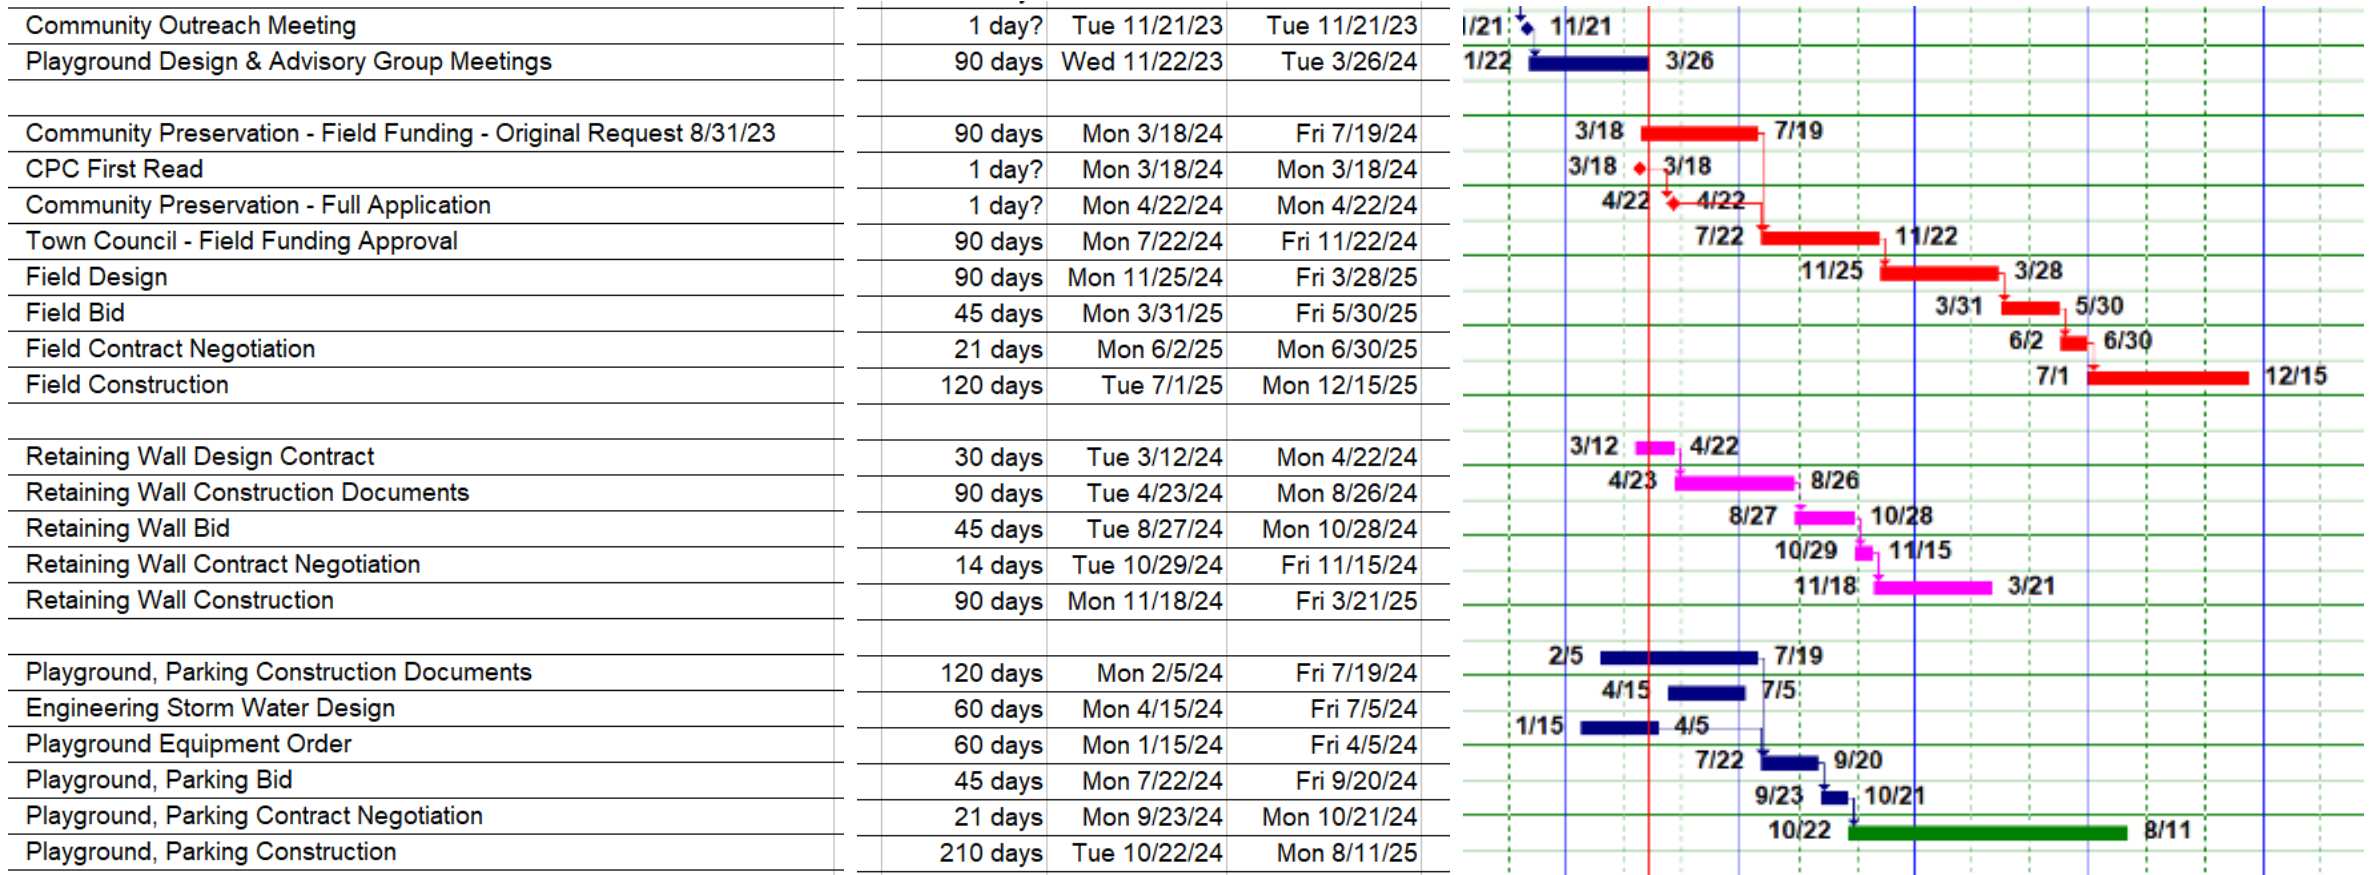 Community Outreach Meeting 1 day? Tue 11/21/23 Tue 11/21/23 /21 11/21
Playground Design & Advisory Group Meetings 90 days Wed 11/22/23 Tue 3/26/24 1/22 3/26
Community Preservation - Field Funding - Original Request 8/31/23 90 days Mon 3/18/24 Fri 7/19/24 3/18 7/19
CPC First Read 1 day? Mon 3/18/24 Mon 3/18/24 3/18 3/18
Community Preservation - Full Application 1 day? Mon 4/22/24 Mon 4/22/24 4/22 4/22
Town Council - Field Funding Approval 90 days Mon 7/22/24 Fri 11/22/24 7/22 11/22
Field Design 90 days Mon 11/25/24 Fri 3/28/25 11/25 3/28
Field Bid 45 days Mon 3/31/25 Fri 5/30/25 3/31 5/30
Field Contract Negotiation 21 days Mon 6/2/25 Mon 6/30/25 6/2 6/30
Field Construction 120 days Tue 7/1/25 Mon 12/15/25 7/1 12/15
Retaining Wall Design Contract 30 days Tue 3/12/24 Mon 4/22/24 3/12 4/22
Retaining Wall Construction Documents 90 days Tue 4/23/24 Mon 8/26/24 4/23 8/26
Retaining Wall Bid 45 days Tue 8/27/24 Mon 10/28/24 8/27 10/28
Retaining Wall Contract Negotiation 14 days Tue 10/29/24 Fri 11/15/24 10/29 11/15
Retaining Wall Construction 90 days Mon 11/18/24 Fri 3/21/25 11/18 3/21
Playground, Parking Construction Documents 120 days Mon 2/5/24 Fri 7/19/24 2/5 7/19
Engineering Storm Water Design 60 days Mon 4/15/24 Fri 7/5/24 4/15 7/5
Playground Equipment Order 60 days Mon 1/15/24 Fri 4/5/24 1/15 4/5
Playground, Parking Bid 45 days Mon 7/22/24 Fri 9/20/24 7/22 9/20
Playground, Parking Contract Negotiation 21 days Mon 9/23/24 Mon 10/21/24 9/23 10/21
Playground, Parking Construction 210 days Tue 10/22/24 Mon 8/11/25 10/22 8/11